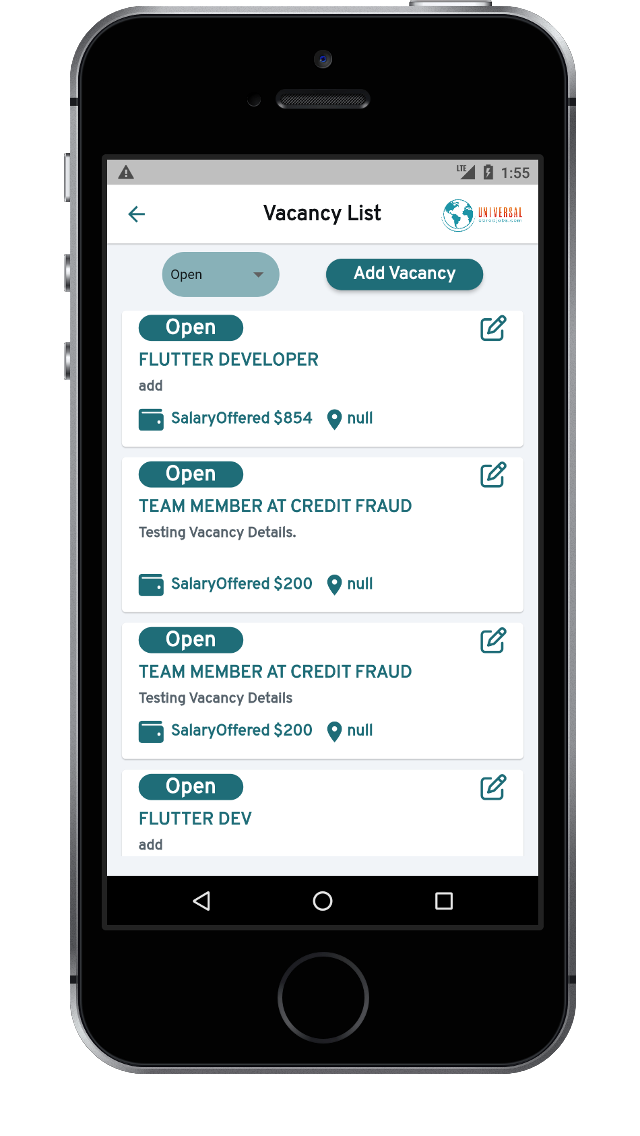 LTE 1:55
Vacancy List
UNIVERSAL
Open
Add Vacancy
Open
FLUTTER DEVELOPER
add
SalaryOffered $854 null
Open
TEAM MEMBER AT CREDIT FRAUD
Testing Vacancy Details.
SalaryOffered $200 null
Open
TEAM MEMBER AT CREDIT FRAUD
Testing Vacancy Details
SalaryOffered $200 null
Open
FLUTTER DEV
add